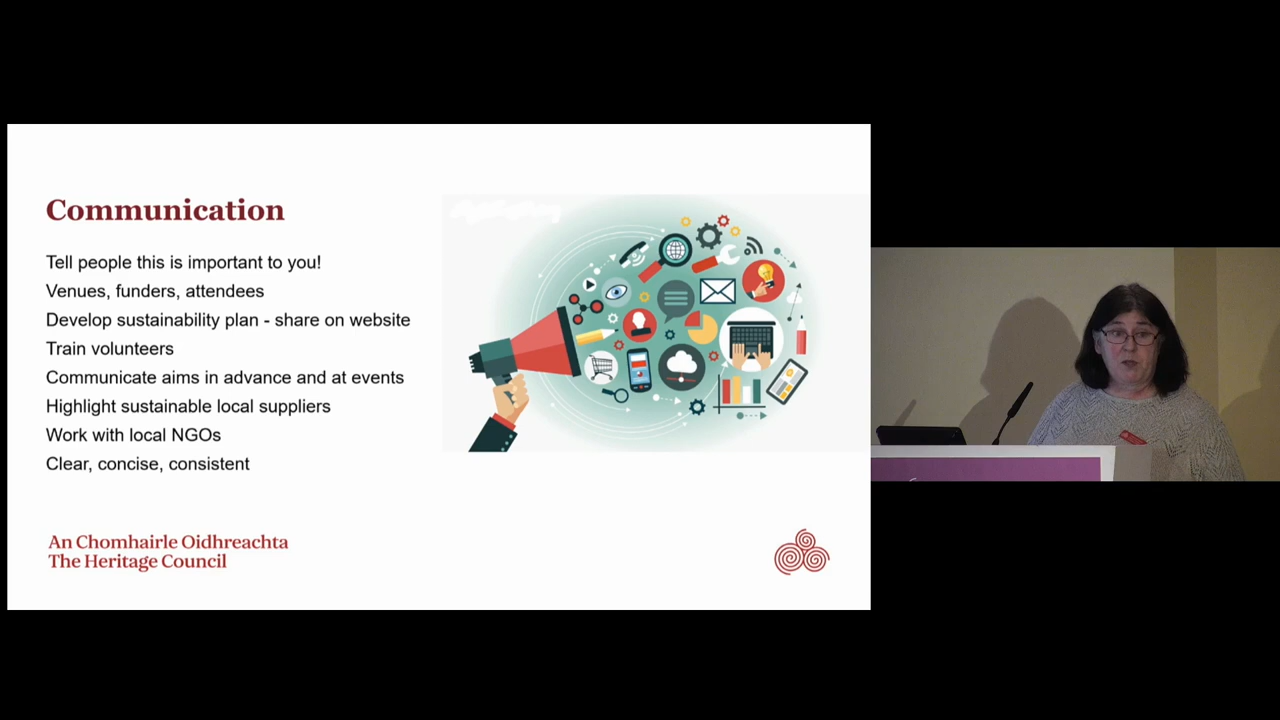 Communication
Tell people this is important to you!
Venues, funders, attendees
Develop sustainability plan - share on website
Train volunteers
Communicate aims in advance and at events
Highlight sustainable local suppliers
Work with local NGOs
Clear, concise, consistent
An Chomhairle Oidhreachta
The Heritage Council